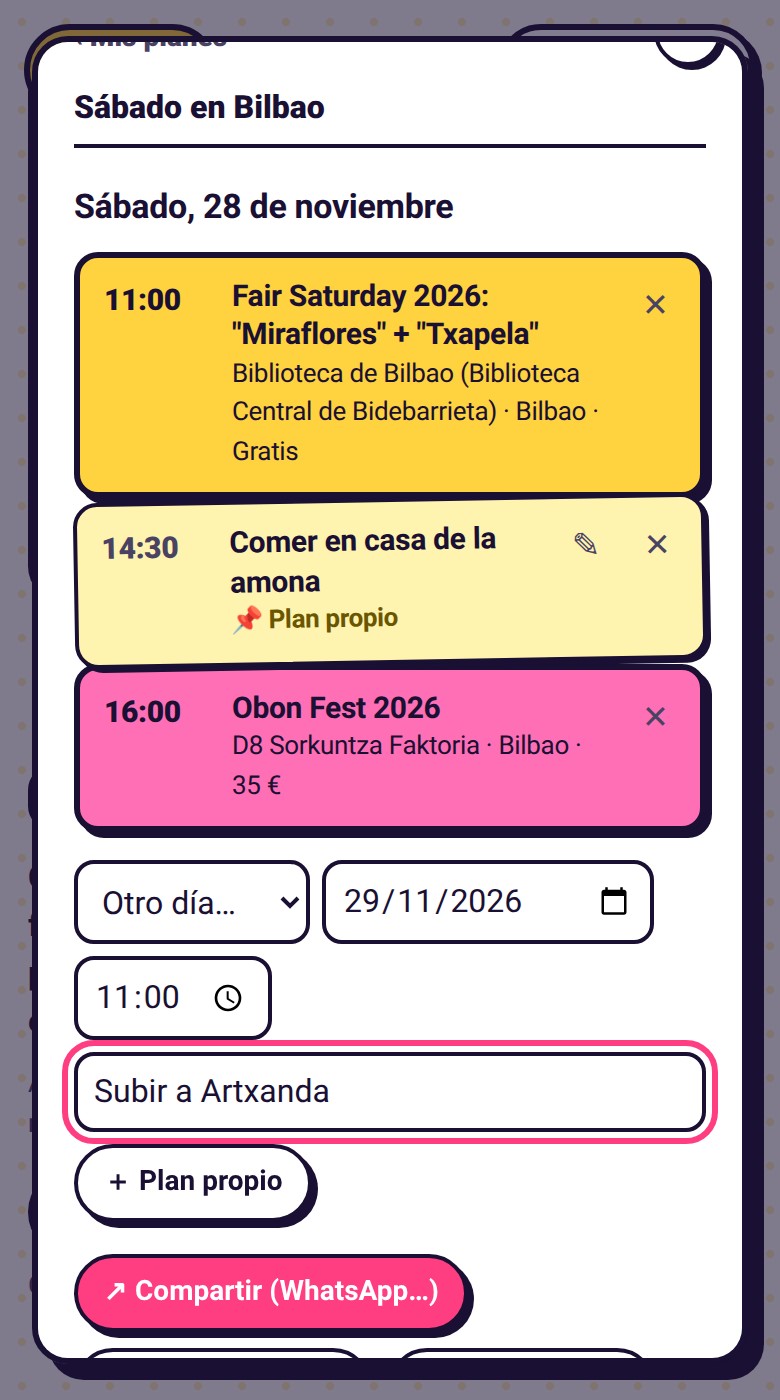 ‹ Mis planes
Sábado en Bilbao
Sábado, 28 de noviembre
11:00
Fair Saturday 2026:
"Miraflores" + "Txapela"
Biblioteca de Bilbao (Biblioteca
Central de Bidebarrieta) · Bilbao ·
Gratis
✕
14:30
Comer en casa de la
amona
📌 Plan propio
✎ ✕
16:00
Obon Fest 2026
D8 Sorkuntza Faktoria · Bilbao ·
35 €
✕
Otro día...
29/11/2026
11:00
Subir a Artxanda
+ Plan propio
↗ Compartir (WhatsApp...)